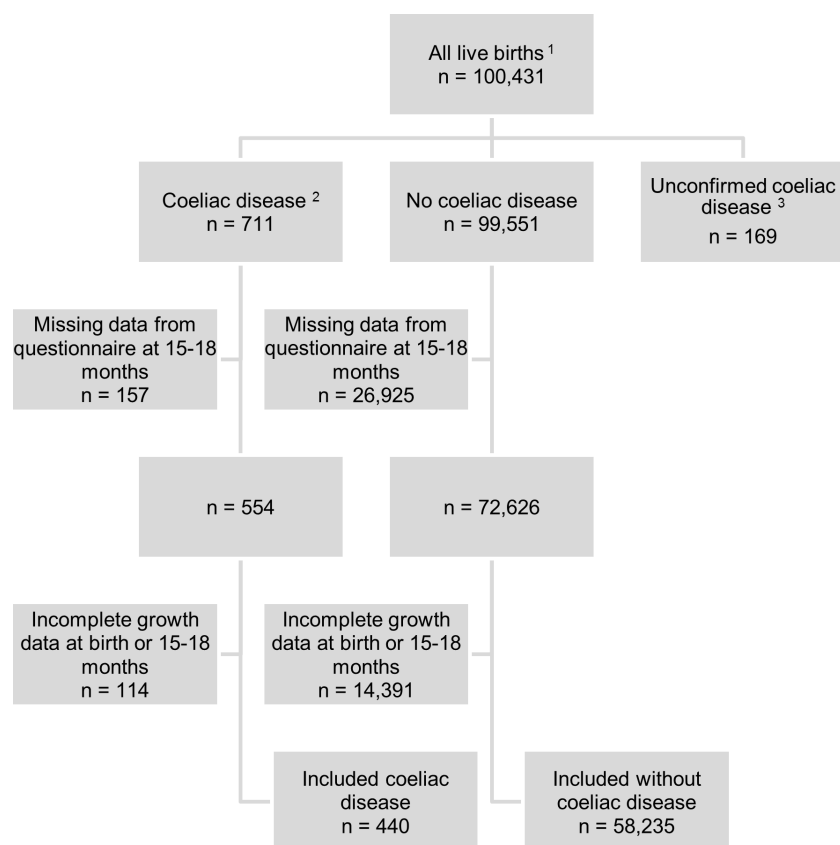 All live births 1
n = 100,431
Coeliac disease 2
n = 711
No coeliac disease
n = 99,551
Unconfirmed coeliac
disease 3
n = 169
Missing data from
questionnaire at 15-18
months
n = 157
Missing data from
questionnaire at 15-18
months
n = 26,925
n = 554
n = 72,626
Incomplete growth
data at birth or 15-18
months
n = 114
Incomplete growth
data at birth or 15-18
months
n = 14,391
Included coeliac
disease
n = 440
Included without
coeliac disease
n = 58,235